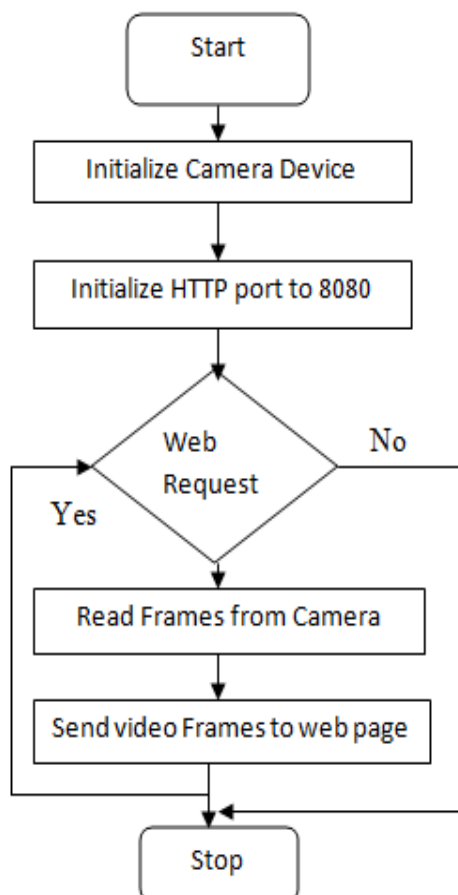 Start
Initialize Camera Device
Initialize HTTP port to 8080
Web
Request
No
Yes
Read Frames from Camera
Send video Frames to web page
Stop